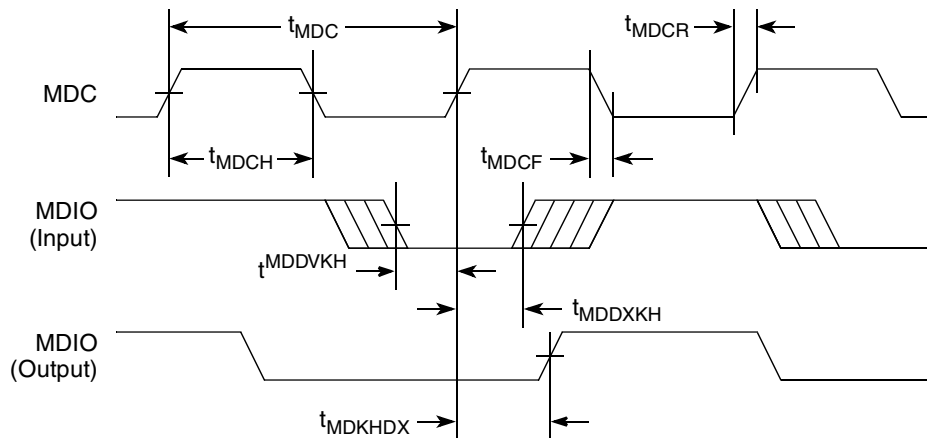 tMDC
tMDCR
MDC
tMDCH
tMDCF
MDIO
(Input)
tMDDVKH
tMDDXKH
MDIO
(Output)
tMDKHDX